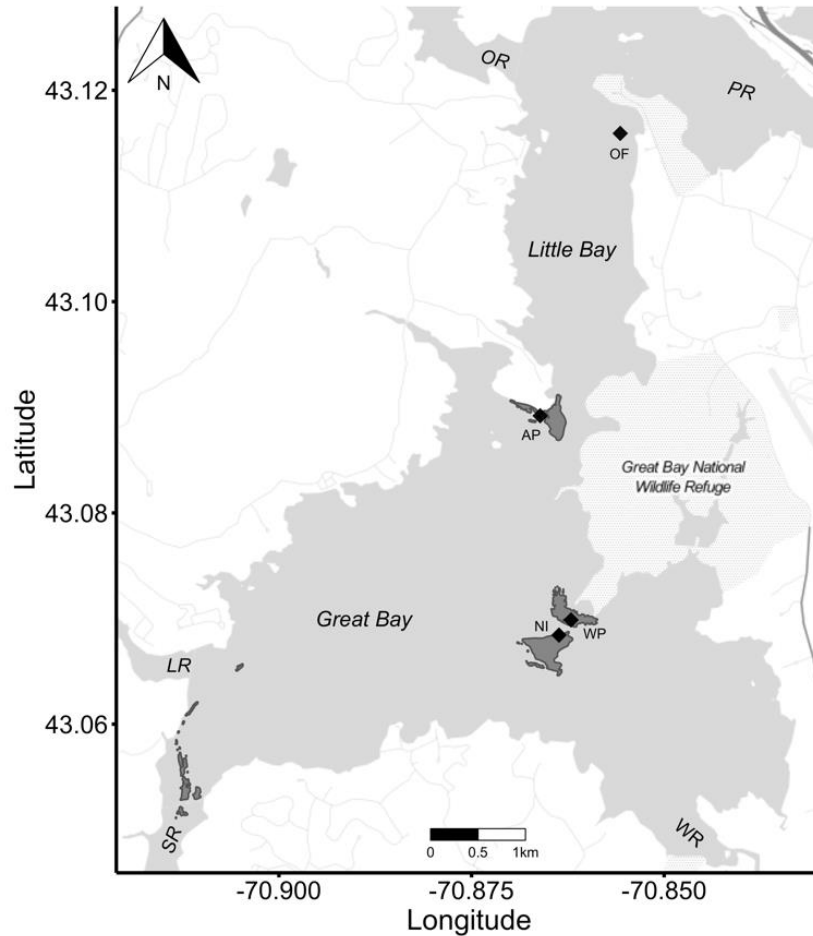 N
OR
PR
43.12
OF
Little Bay
43.10
AP
Great Bay National
Wildlife Refuge
43.08
Latitude
Great Bay
NI
WP
LR
43.06
SR
WR
0 0.5 1km
-70.900 -70.875 -70.850
Longitude